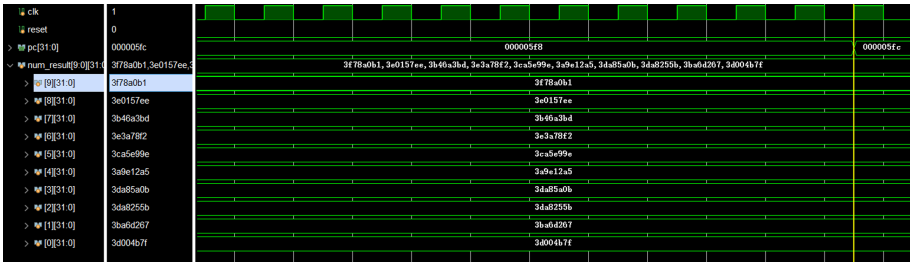 clk 1
reset 0
pc[31:0] 000005fc 000005f8 000005fc
num_result[9:0][31:0 3f78a0b1,3e0157ee,3 3f78a0b1,3e0157ee,3b46a3bd,3e3a78f2,3ca5e99e,3a9e12a5,3da85a0b,3da8255b,3ba6d267,3d004b7f
[9][31:0] 3f78a0b1 3f78a0b1
[8][31:0] 3e0157ee 3e0157ee
[7][31:0] 3b46a3bd 3b46a3bd
[6][31:0] 3e3a78f2 3e3a78f2
[5][31:0] 3ca5e99e 3ca5e99e
[4][31:0] 3a9e12a5 3a9e12a5
[3][31:0] 3da85a0b 3da85a0b
[2][31:0] 3da8255b 3da8255b
[1][31:0] 3ba6d267 3ba6d267
[0][31:0] 3d004b7f 3d004b7f